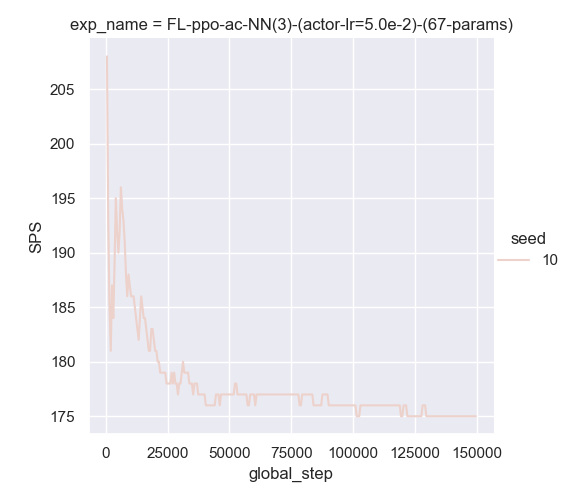 exp_name = FL-ppo-ac-NN(3)-(actor-lr=5.0e-2)-(67-params)
205
200
195
190
185
180
175
SPS
seed
10
0 25000 50000 75000 100000 125000 150000
global_step